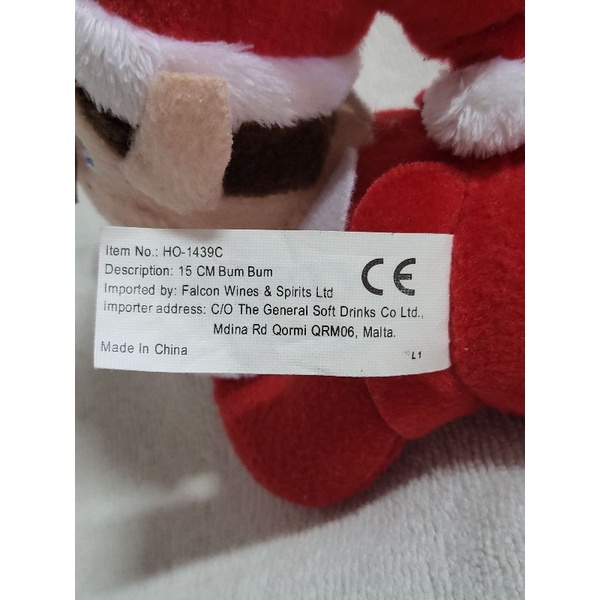 Item No.: HO-1439C
Description: 15 CM Bum Bum
Imported by: Falcon Wines & Spirits Ltd
Importer address: C/O The General Soft Drinks Co Ltd.,
Mdina Rd Qormi QRM06, Malta.
Made In China
CE
L1